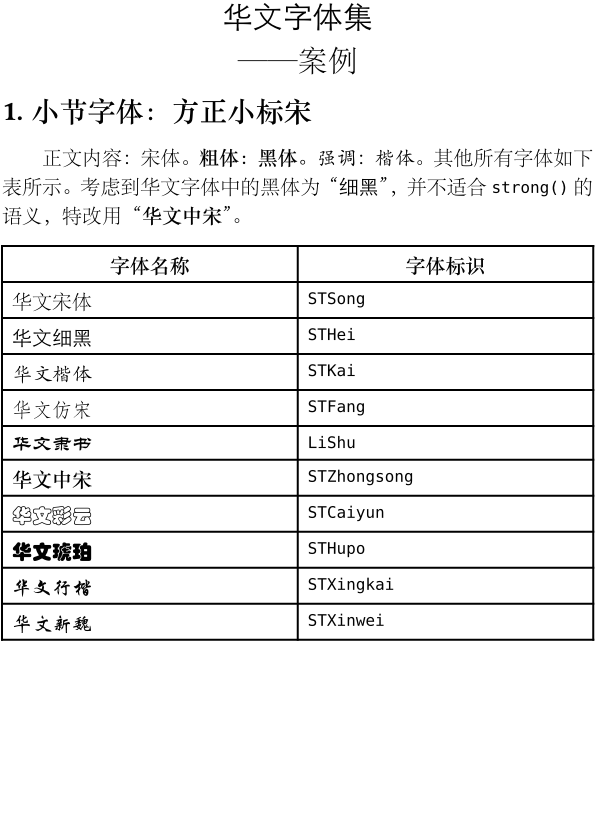 华文字体集
——案例
1. 小节字体：方正小标宋
正文内容：宋体。粗体：黑体。强调：楷体。其他所有字体如下
表所示。考虑到华文字体中的黑体为“细黑”，并不适合 strong() 的
语义，特改用“华文中宋”。
字体名称 字体标识
华文宋体 STSong
华文细黑 STHei
华文楷体 STKai
华文仿宋 STFang
华文隶书 LiShu
华文中宋 STZhongsong
华文彩云 STCaiyun
华文琥珀 STHupo
华文行楷 STXingkai
华文新魏 STXinwei